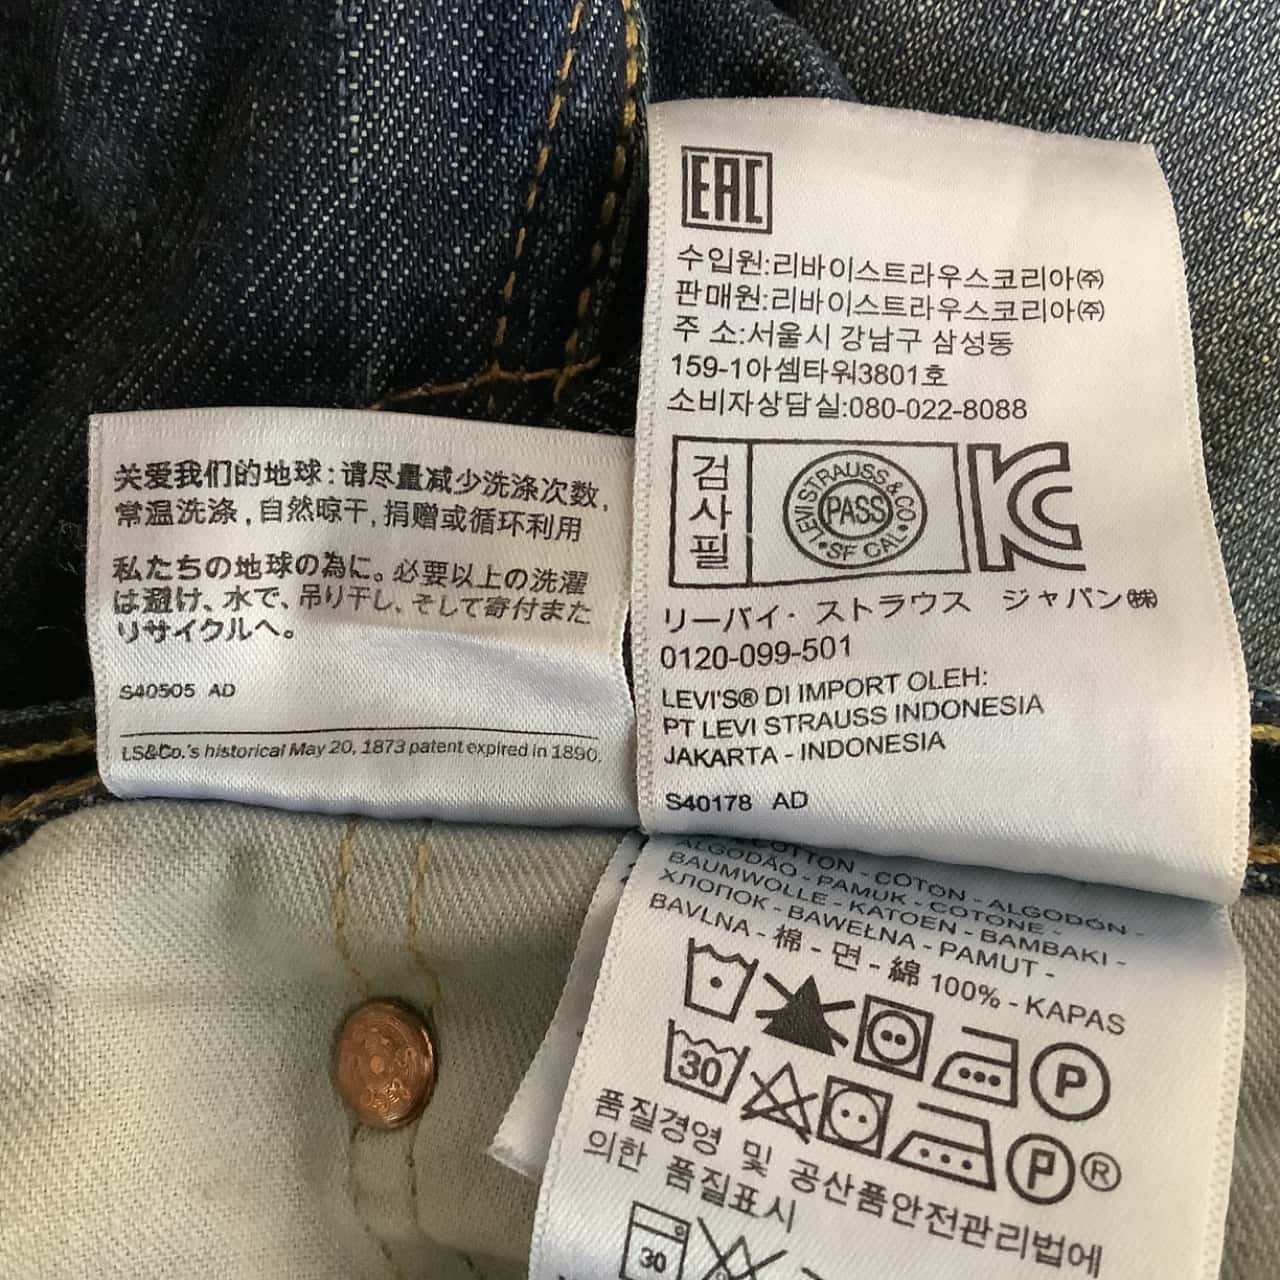 EAC
수입원:리바이스트라우스코리아㈜
판매원:리바이스트라우스코리아㈜
주 소:서울시 강남구 삼성동
159-1아셈타워3801호
소비자상담실:080-022-8088
검사필
LEVI STRAUSS & CO
PASS
SF CAL
KC
リーバイ・ストラウス ジャパン㈱
0120-099-501
LEVI'S® DI IMPORT OLEH:
PT LEVI STRAUSS INDONESIA
JAKARTA - INDONESIA
S40178 AD
关爱我们的地球:请尽量减少洗涤次数,
常温洗涤,自然晾干,捐赠或循环利用
私たちの地球の為に。必要以上の洗濯
は避け、水で、吊り干し、そして寄付また
リサイクルへ。
S40505 AD
LS&Co.'s historical May 20, 1873 patent expired in 1890.
COTTON - COTON - ALGODÓN -
ALGODÃO - PAMUK - COTONE -
BAUMWOLLE - KATOEN - BAMBAKI -
ХЛОПОК - BAWEŁNA - PAMUT -
BAVLNA - 棉 - 면 - 綿 100% - KAPAS
P
30
P®
품질경영 및 공산품안전관리법에
의한 품질표시
30